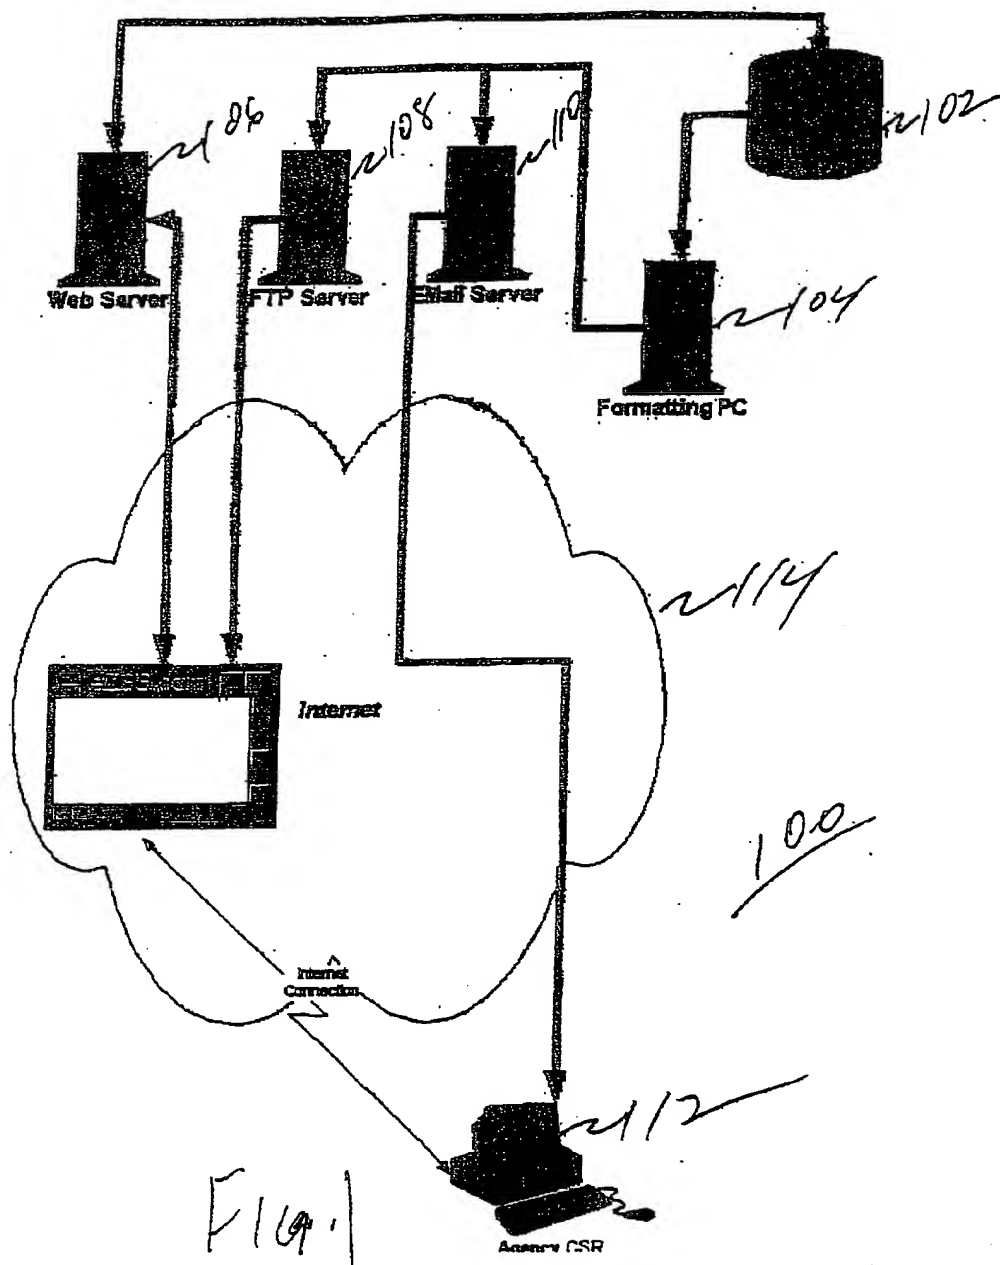 106
108
110
102
Web Server
FTP Server
EMail Server
104
Formatting PC
114
Internet
100
Internet
Connection
112
Fig. 1
Agency CSR